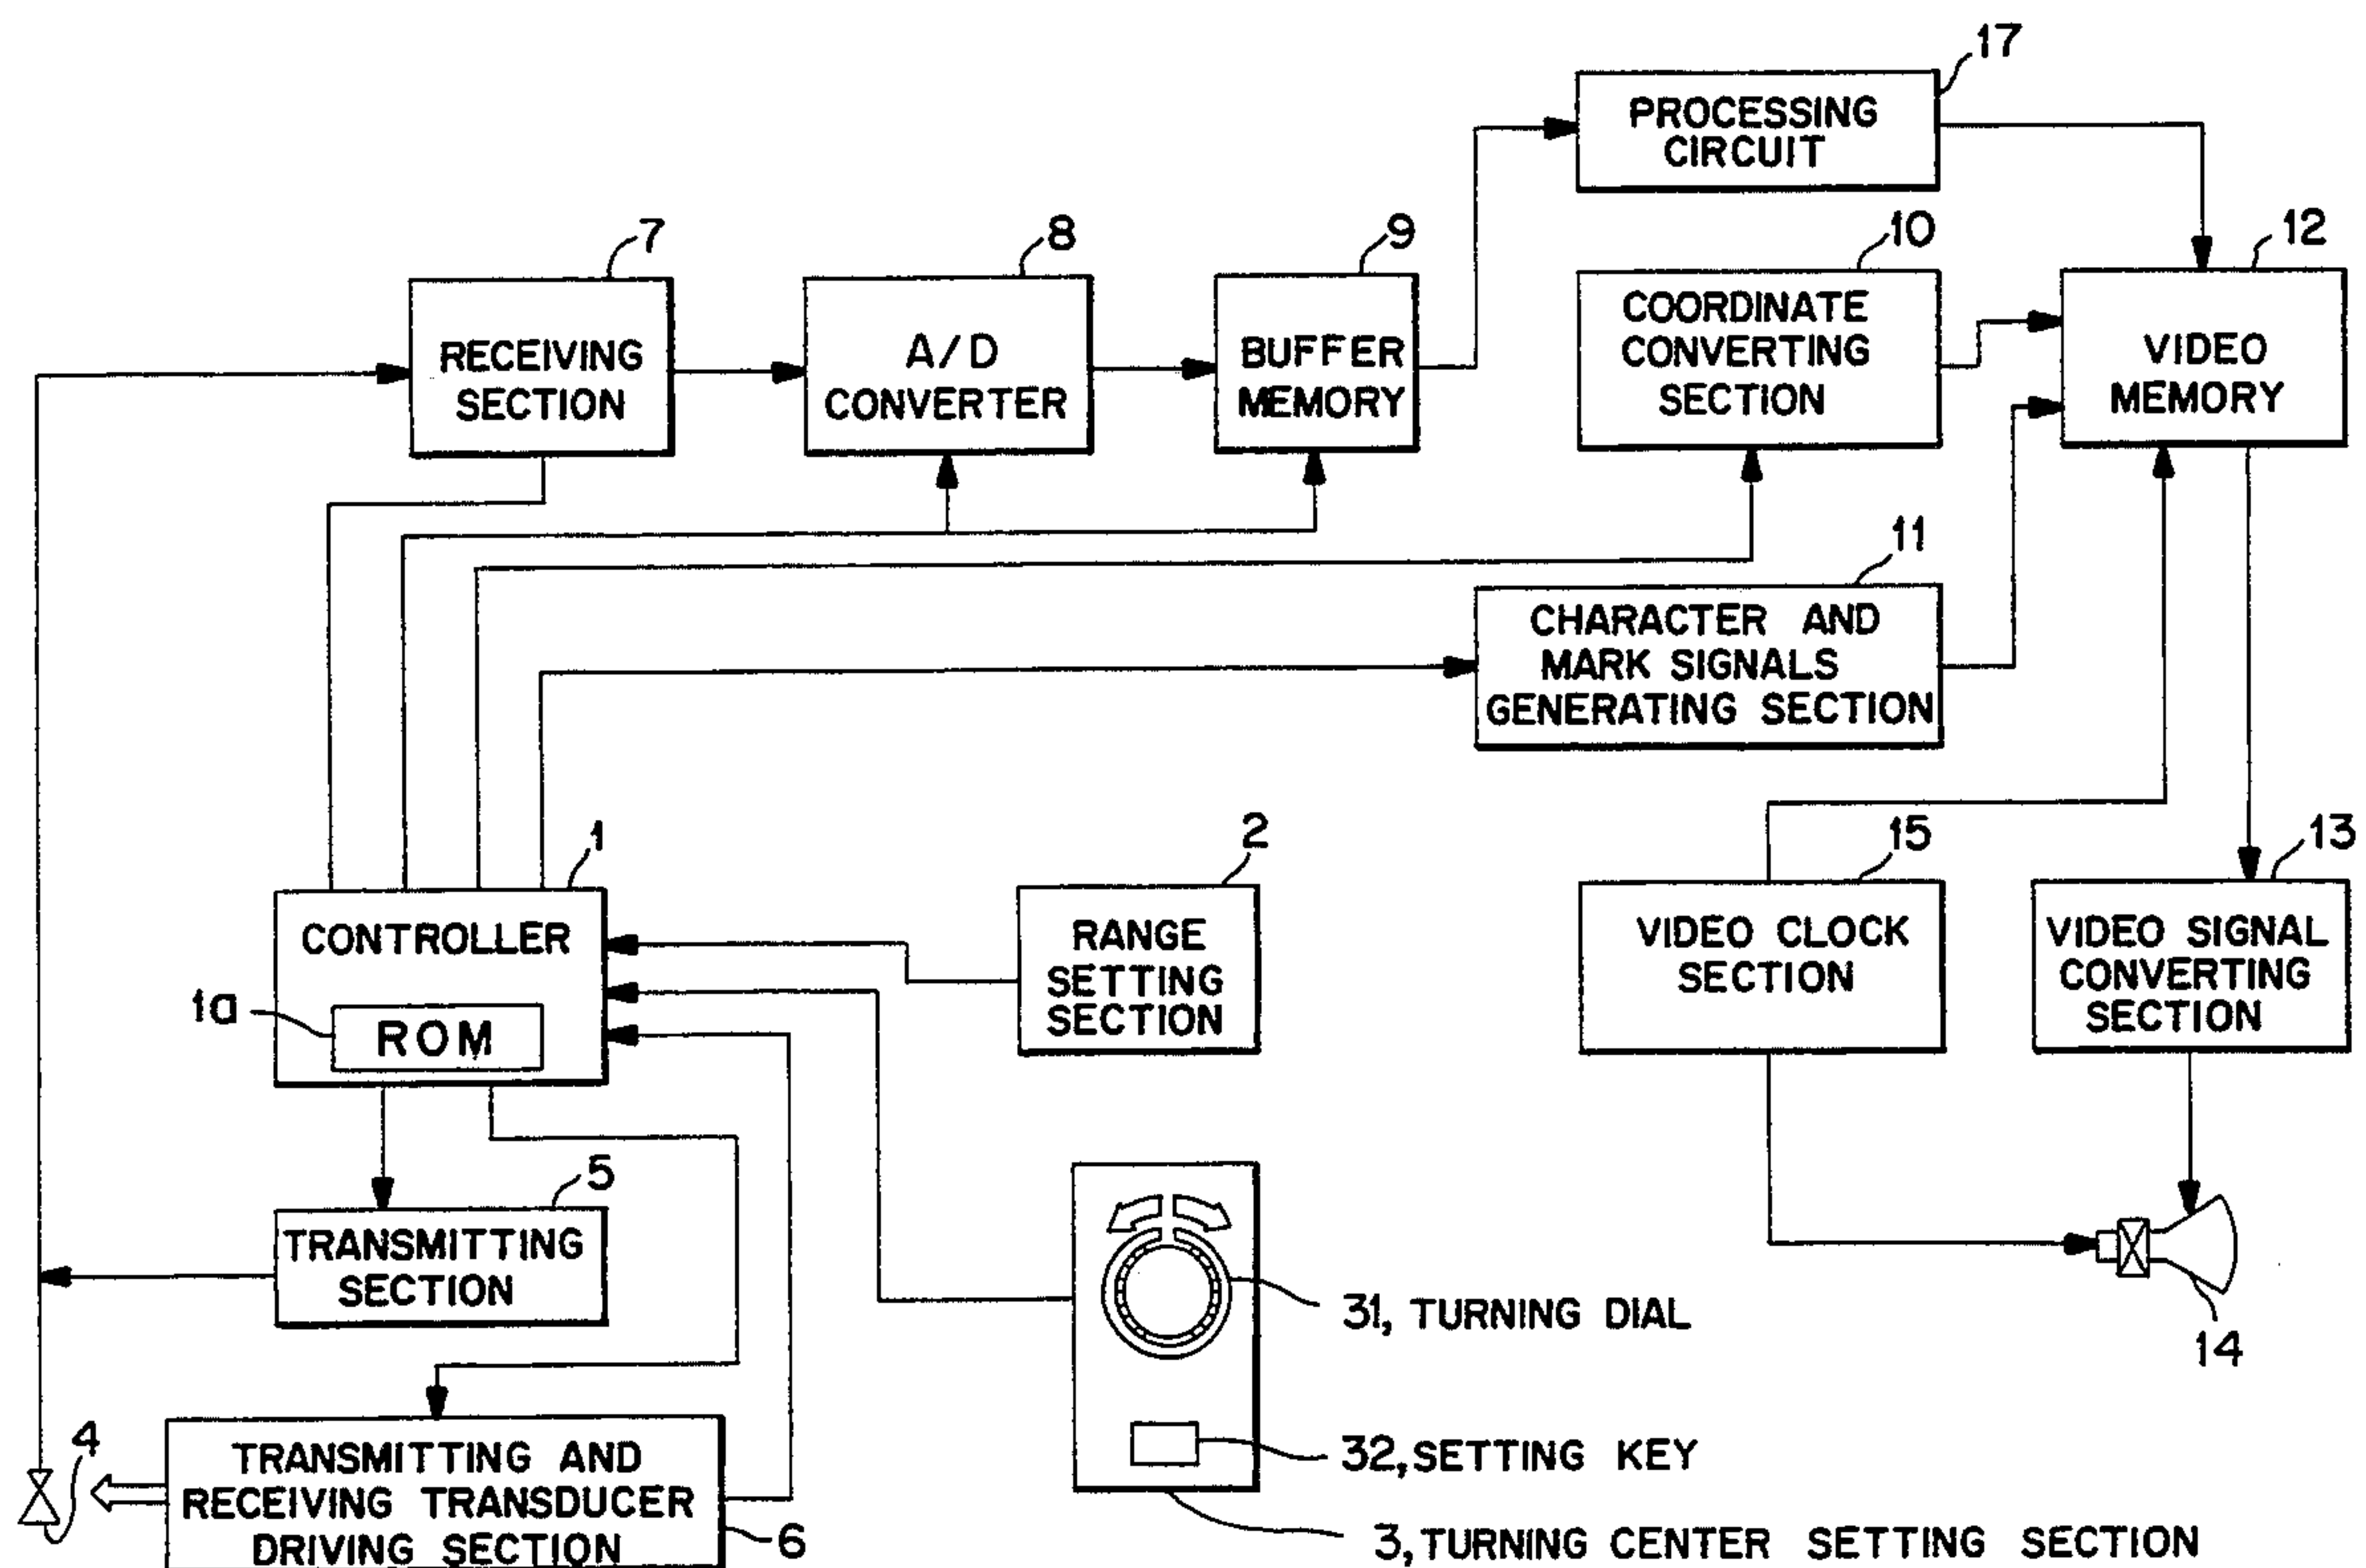 17
PROCESSING
CIRCUIT
7
8
9
10
12
RECEIVING
SECTION
A/D
CONVERTER
BUFFER
MEMORY
COORDINATE
CONVERTING
SECTION
VIDEO
MEMORY
11
CHARACTER AND
MARK SIGNALS
GENERATING SECTION
1
2
15
13
CONTROLLER
1a
ROM
RANGE
SETTING
SECTION
VIDEO CLOCK
SECTION
VIDEO SIGNAL
CONVERTING
SECTION
5
TRANSMITTING
SECTION
31, TURNING DIAL
14
4
TRANSMITTING AND
RECEIVING TRANSDUCER
DRIVING SECTION
6
32, SETTING KEY
3, TURNING CENTER SETTING SECTION